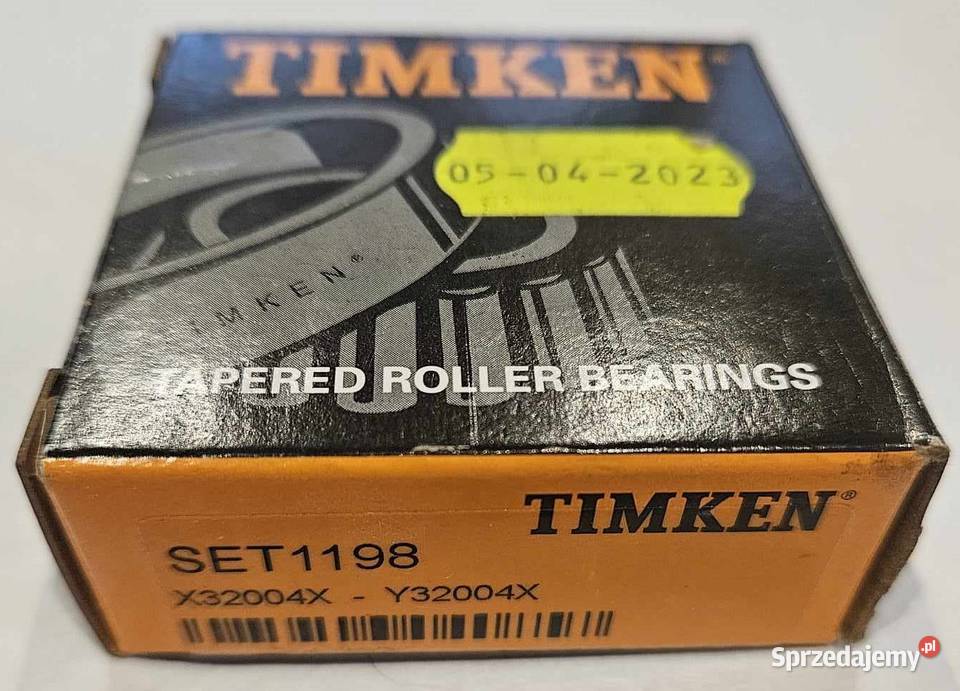 TIMKEN
05-04-2023
TIMKEN®
TAPERED ROLLER BEARINGS
TIMKEN®
SET1198
X32004X - Y32004X
Sprzedajemy.pl